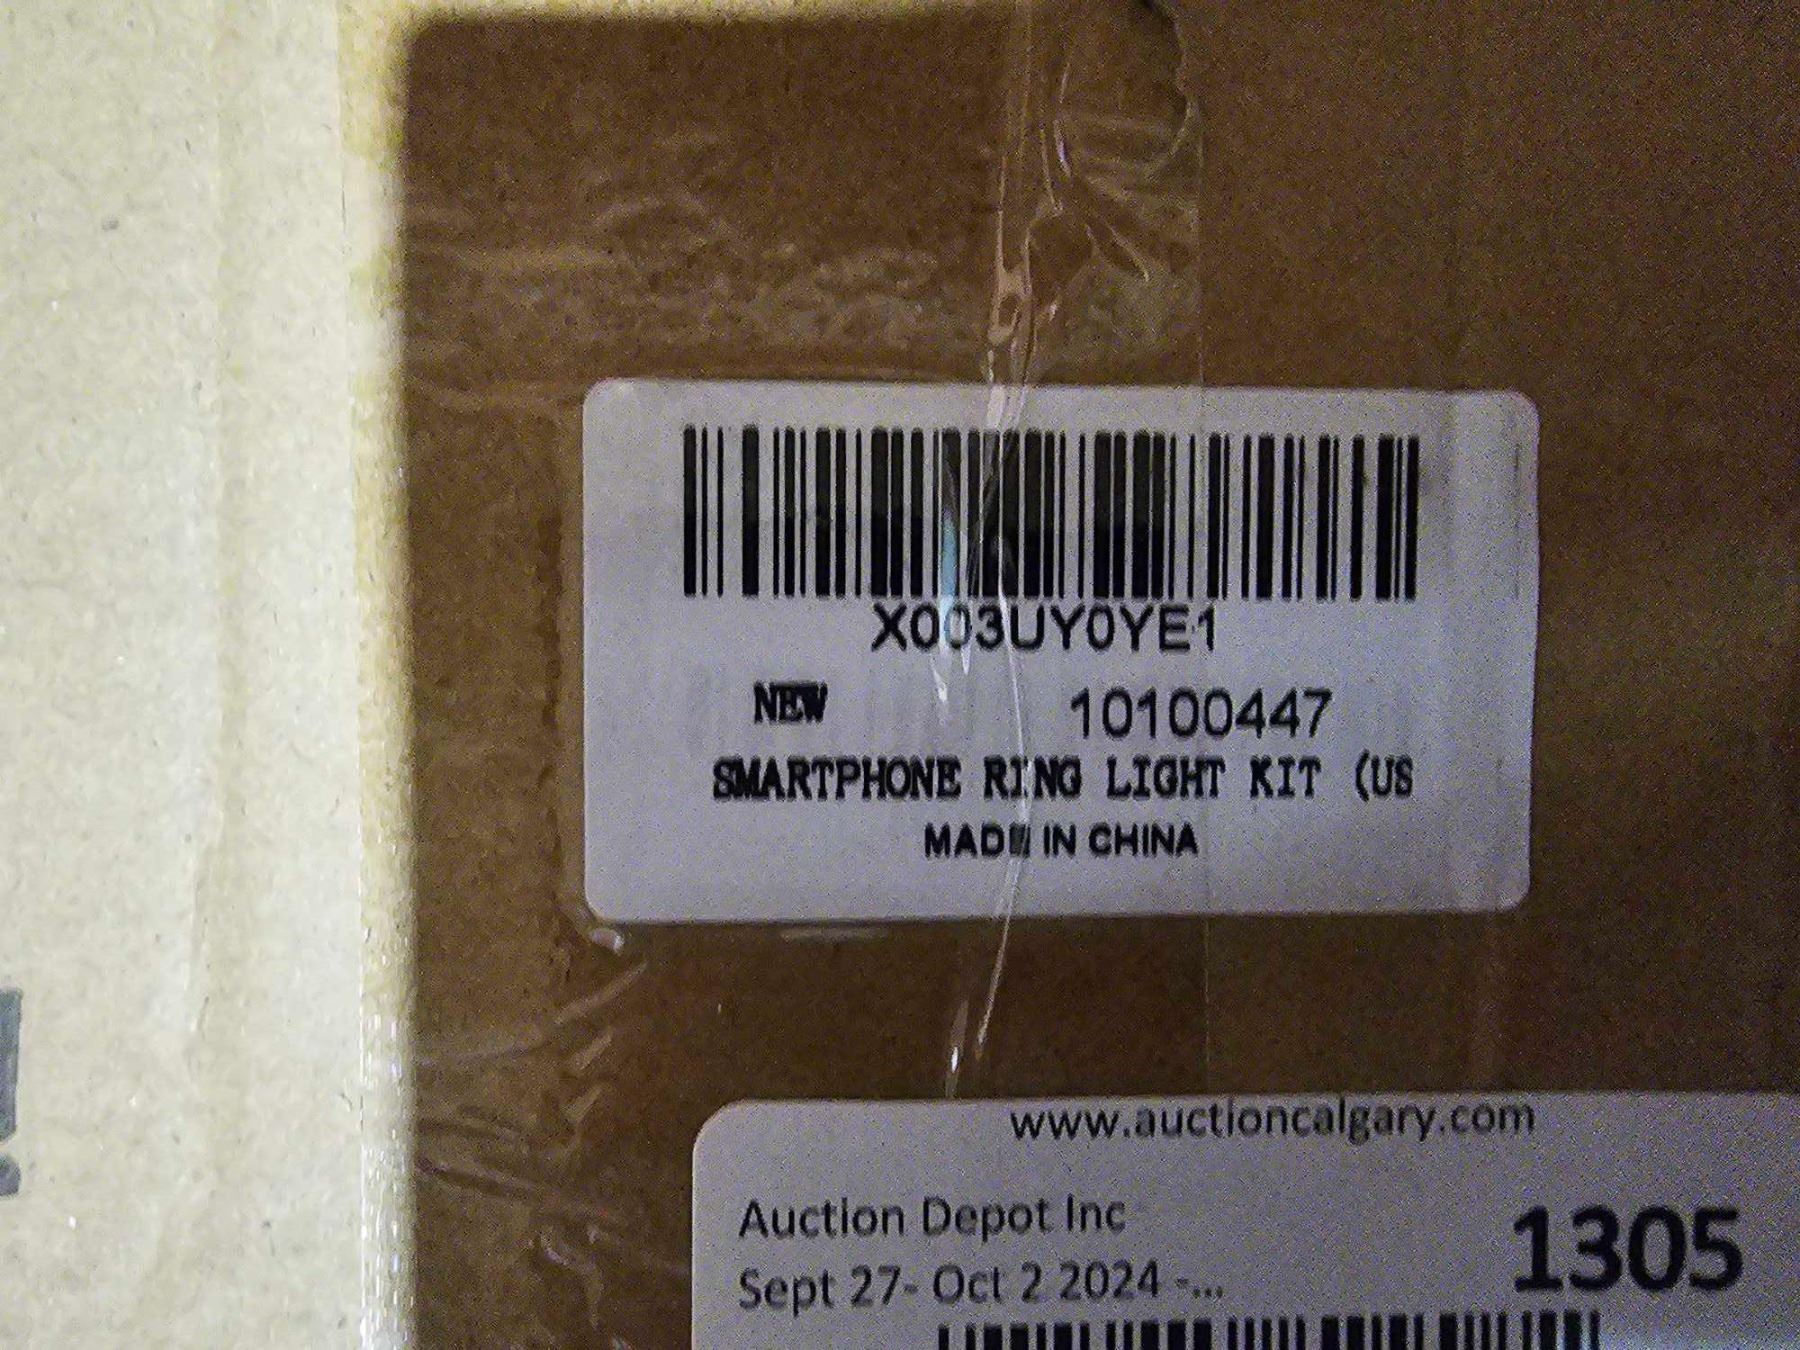 X003UY0YE1
NEW 10100447
SMARTPHONE RING LIGHT KIT (US
MADE IN CHINA
www.auctioncalgary.com
Auction Depot Inc
1305
Sept 27- Oct 2 2024 -...